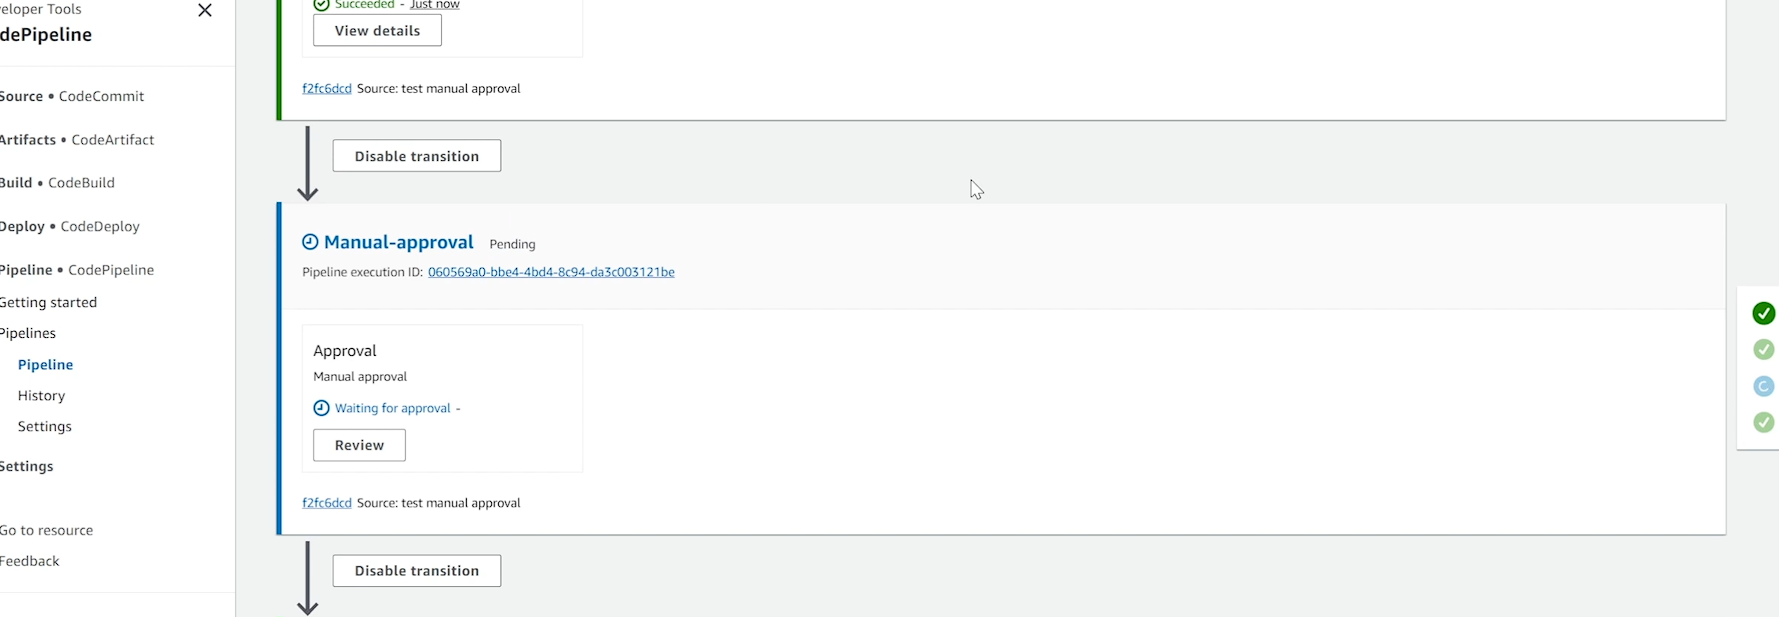 eloper Tools
dePipeline
Source • CodeCommit
Artifacts • CodeArtifact
Build • CodeBuild
Deploy • CodeDeploy
Pipeline • CodePipeline
Getting started
Pipelines
Pipeline
History
Settings
Settings
Go to resource
Feedback
Succeeded - Just now
View details
f2fc6dcd Source: test manual approval
Disable transition
Manual-approval Pending
Pipeline execution ID: 060569a0-bbe4-4bd4-8c94-da3c003121be
Approval
Manual approval
Waiting for approval -
Review
f2fc6dcd Source: test manual approval
Disable transition